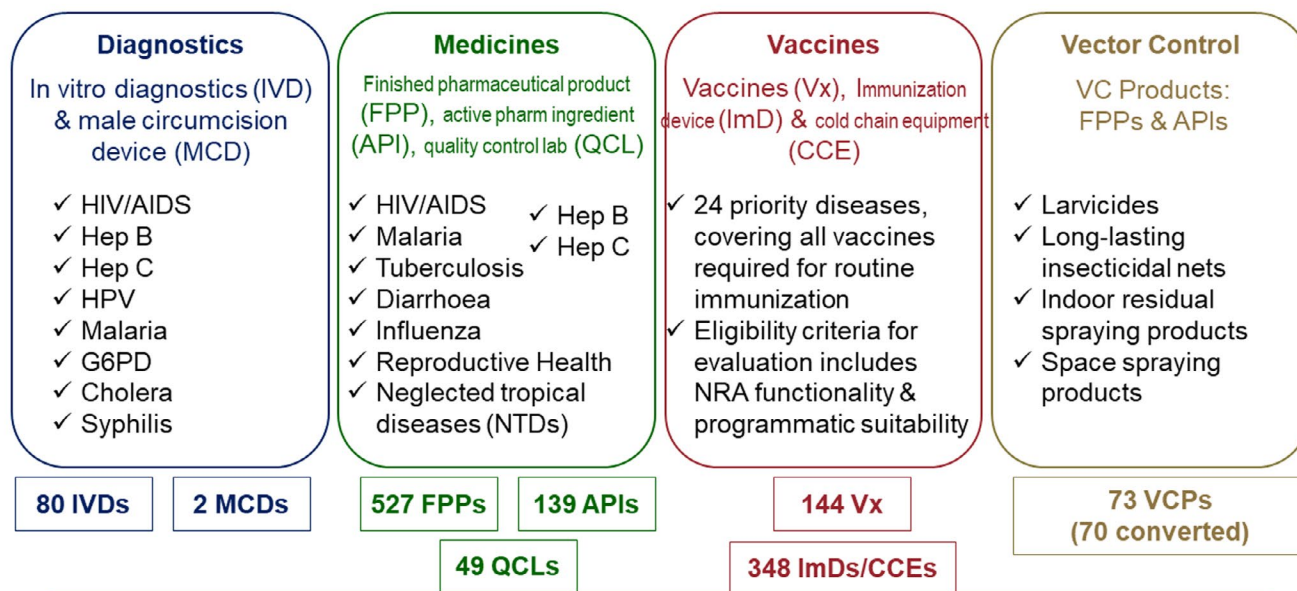 Diagnostics
In vitro diagnostics (IVD)
& male circumcision
device (MCD)
✓ HIV/AIDS
✓ Hep B
✓ Hep C
✓ HPV
✓ Malaria
✓ G6PD
✓ Cholera
✓ Syphilis
80 IVDs
2 MCDs
Medicines
Finished pharmaceutical product
(FPP), active pharm ingredient
(API), quality control lab (QCL)
✓ HIV/AIDS
✓ Malaria
✓ Tuberculosis
✓ Diarrhoea
✓ Influenza
✓ Reproductive Health
✓ Neglected tropical
diseases (NTDs)
✓ Hep B
✓ Hep C
527 FPPs
139 APIs
49 QCLs
Vaccines
Vaccines (Vx), Immunization
device (ImD) & cold chain equipment
(CCE)
✓ 24 priority diseases,
covering all vaccines
required for routine
immunization
✓ Eligibility criteria for
evaluation includes
NRA functionality &
programmatic suitability
144 Vx
348 ImDs/CCEs
Vector Control
VC Products:
FPPs & APIs
✓ Larvicides
✓ Long-lasting
insecticidal nets
✓ Indoor residual
spraying products
✓ Space spraying
products
73 VCPs
(70 converted)